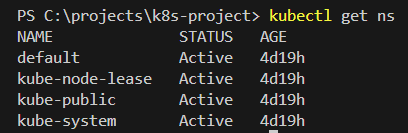 PS C:\projects\k8s-project> kubectl get ns
NAME STATUS AGE
default Active 4d19h
kube-node-lease Active 4d19h
kube-public Active 4d19h
kube-system Active 4d19h